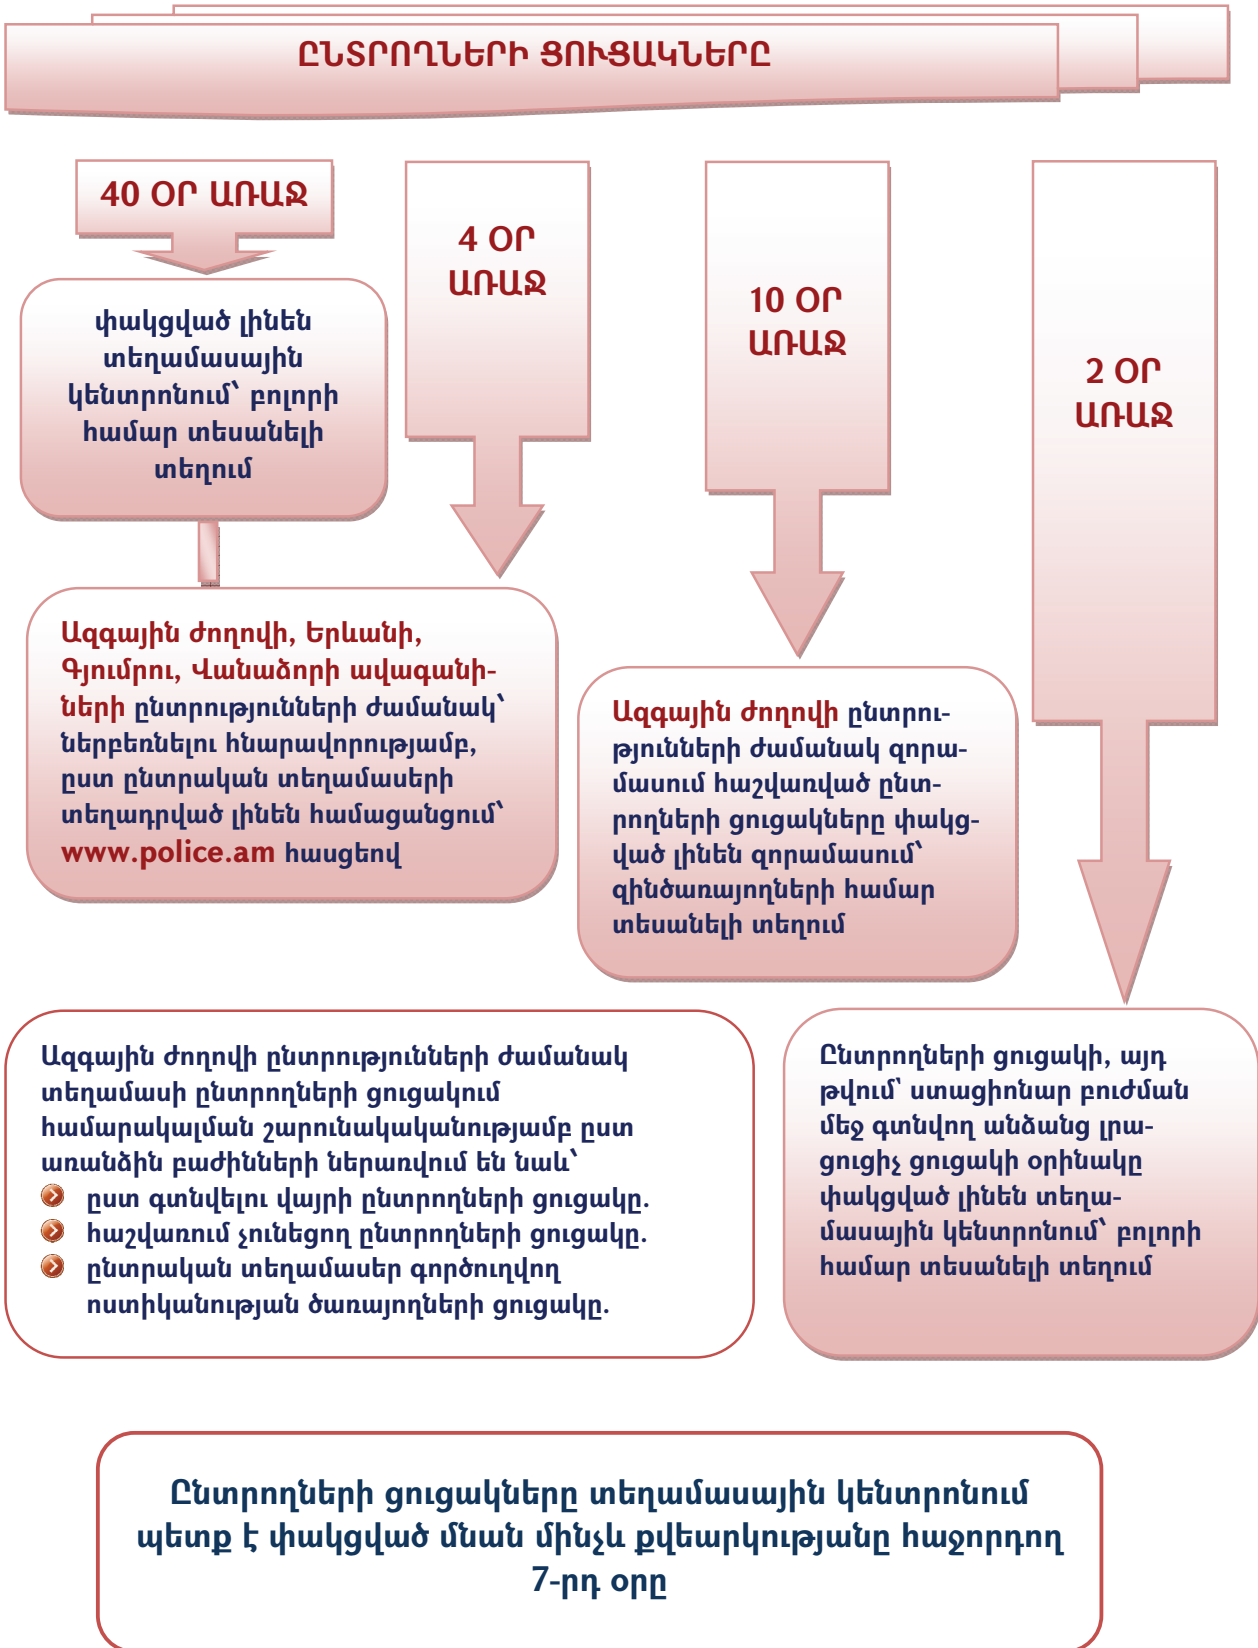 ԸՆՏՐՈՂՆԵՐԻ ՑՈՒՑԱԿՆԵՐԸ
40 ՕՐ ԱՌԱՋ
փակցված լինեն
տեղամասային
կենտրոնում՝ բոլորի
համար տեսանելի
տեղում
4 ՕՐ
ԱՌԱՋ
Ազգային ժողովի, Երևանի,
Գյումրու, Վանաձորի ավագանի-
ների ընտրությունների ժամանակ՝
ներբեռնելու հնարավորությամբ,
ըստ ընտրական տեղամասերի
տեղադրված լինեն համացանցում՝
www.police.am հասցեով
10 ՕՐ
ԱՌԱՋ
Ազգային ժողովի ընտրու-
թյունների ժամանակ զորա-
մասում հաշվառված ընտ-
րողների ցուցակները փակց-
ված լինեն զորամասում՝
զինծառայողների համար
տեսանելի տեղում
2 ՕՐ
ԱՌԱՋ
Ընտրողների ցուցակի, այդ
թվում՝ ստացիոնար բուժման
մեջ գտնվող անձանց լրա-
ցուցիչ ցուցակի օրինակը
փակցված լինեն տեղա-
մասային կենտրոնում՝ բոլորի
համար տեսանելի տեղում
Ազգային ժողովի ընտրությունների ժամանակ
տեղամասի ընտրողների ցուցակում
համարակալման շարունակականությամբ ըստ
առանձին բաժինների ներառվում են նաև՝
ըստ գտնվելու վայրի ընտրողների ցուցակը.
հաշվառում չունեցող ընտրողների ցուցակը.
ընտրական տեղամասեր գործուղվող
ոստիկանության ծառայողների ցուցակը.
Ընտրողների ցուցակները տեղամասային կենտրոնում
պետք է փակցված մնան մինչև քվեարկությանը հաջորդող
7-րդ օրը